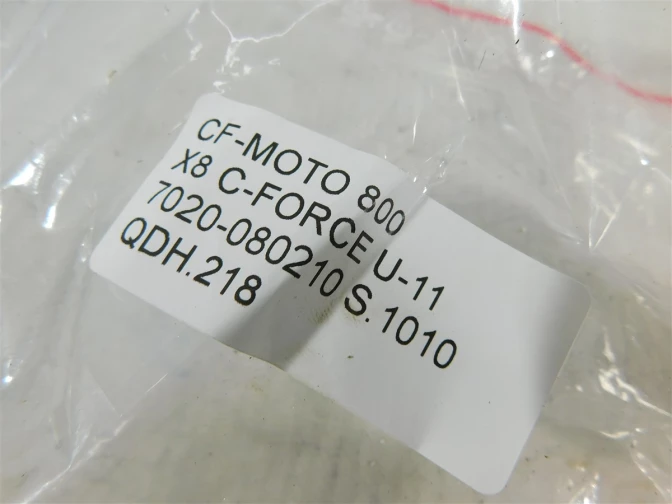 CF-MOTO 800
X8 C-FORCE U-11
7020-080210 S.1010
QDH.218